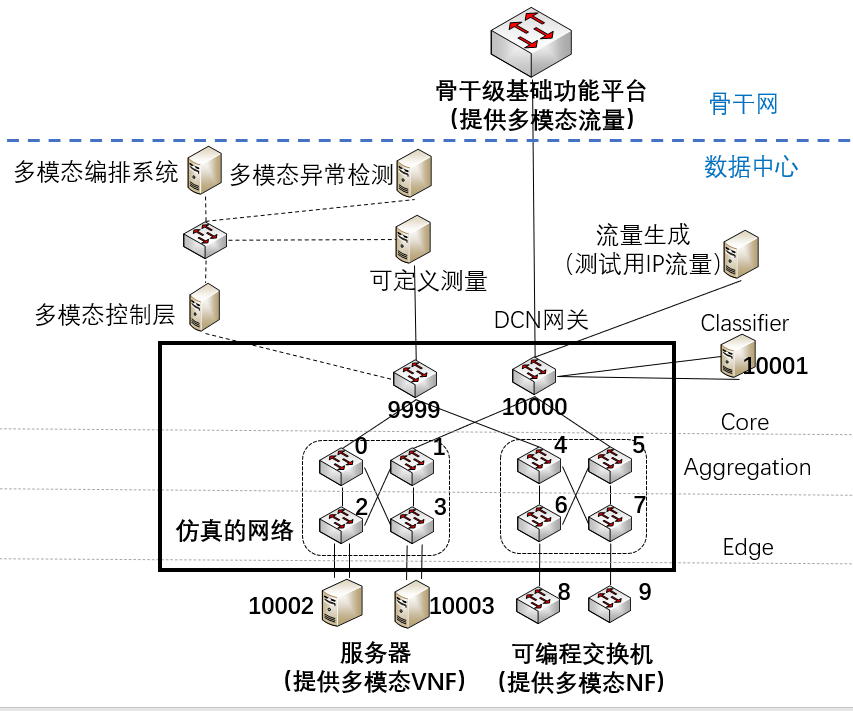 骨干级基础功能平台
(提供多模态流量)
骨干网
数据中心
多模态编排系统
多模态异常检测
流量生成
（测试用IP流量）
可定义测量
多模态控制层
DCN网关
Classifier
10001
9999
10000
Core
0
1
4
5
Aggregation
2
3
6
7
仿真的网络
Edge
10002
10003
8
9
服务器
(提供多模态VNF)
可编程交换机
(提供多模态NF)